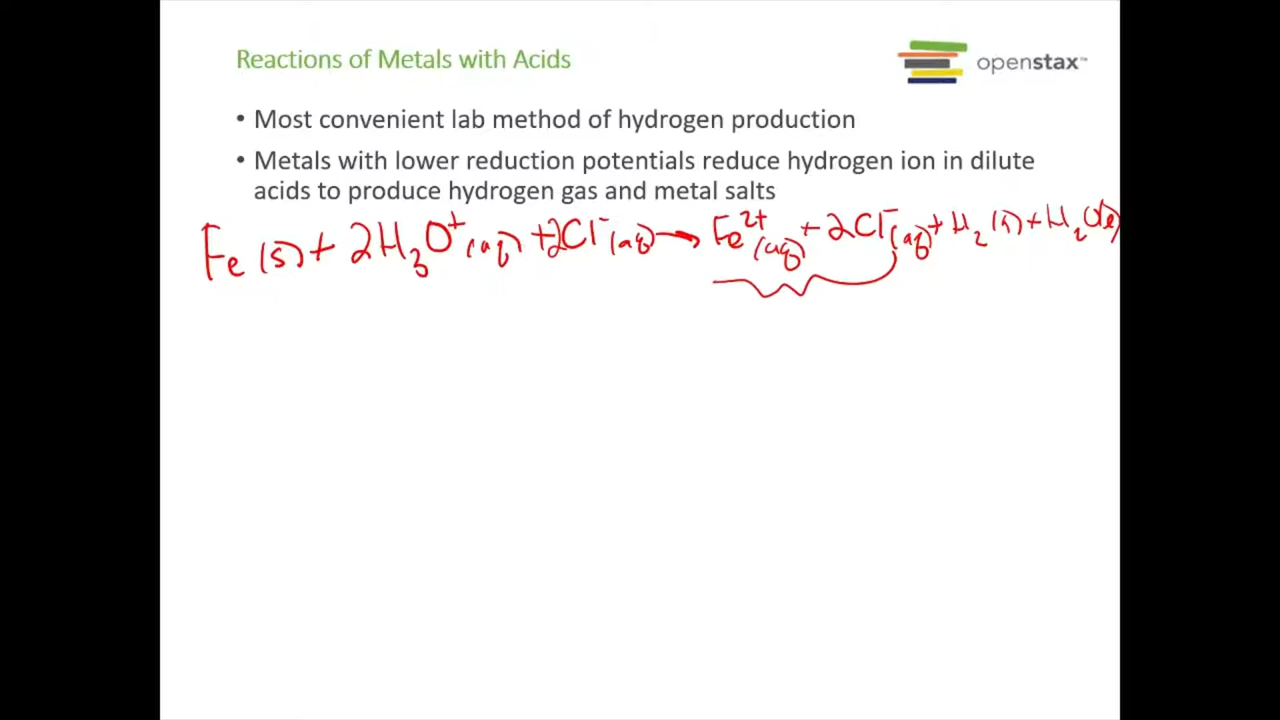 Reactions of Metals with Acids
openstax™
• Most convenient lab method of hydrogen production
• Metals with lower reduction potentials reduce hydrogen ion in dilute
acids to produce hydrogen gas and metal salts
Fe (s) + 2H₃O⁺ (aq) + 2Cl⁻ (aq) → Fe²⁺ (aq) + 2Cl⁻ (aq) + H₂ (g) + H₂O(l)